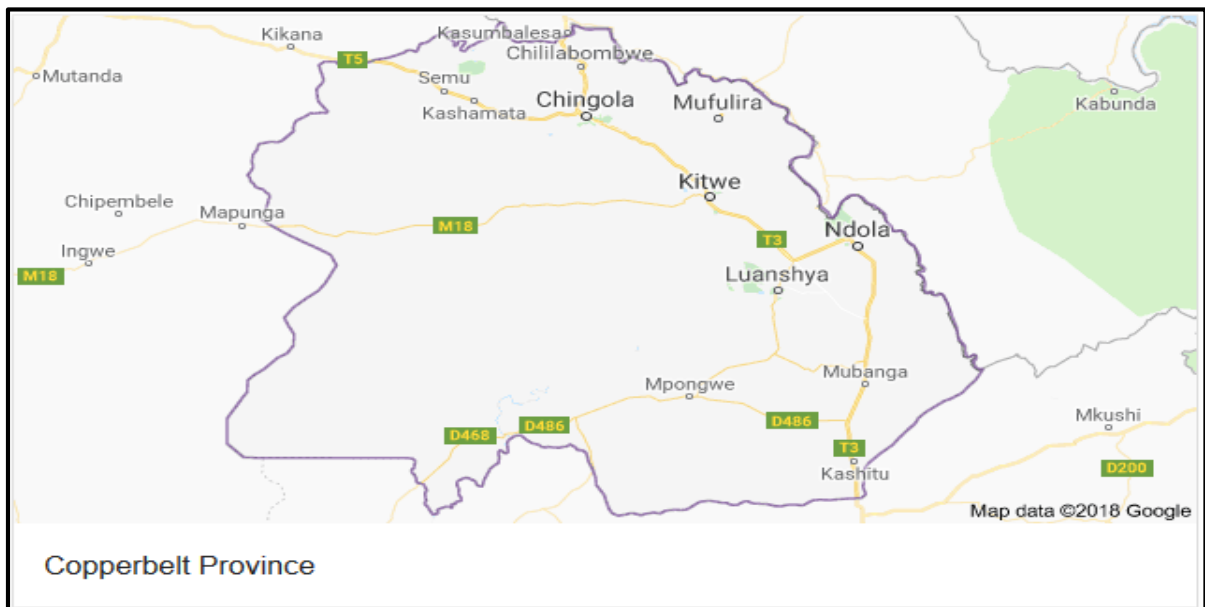 Kikana
Kasumbalesa
T5
Chililabombwe
Mutanda
Semu
Kashamata
Chingola
Mufulira
Kabunda
Kitwe
Chipembele
Mapunga
M18
Ndola
T3
Ingwe
M18
Luanshya
Mubanga
Mpongwe
D468
D486
D486
Mkushi
T3
Kashitu
D200
Map data ©2018 Google
Copperbelt Province